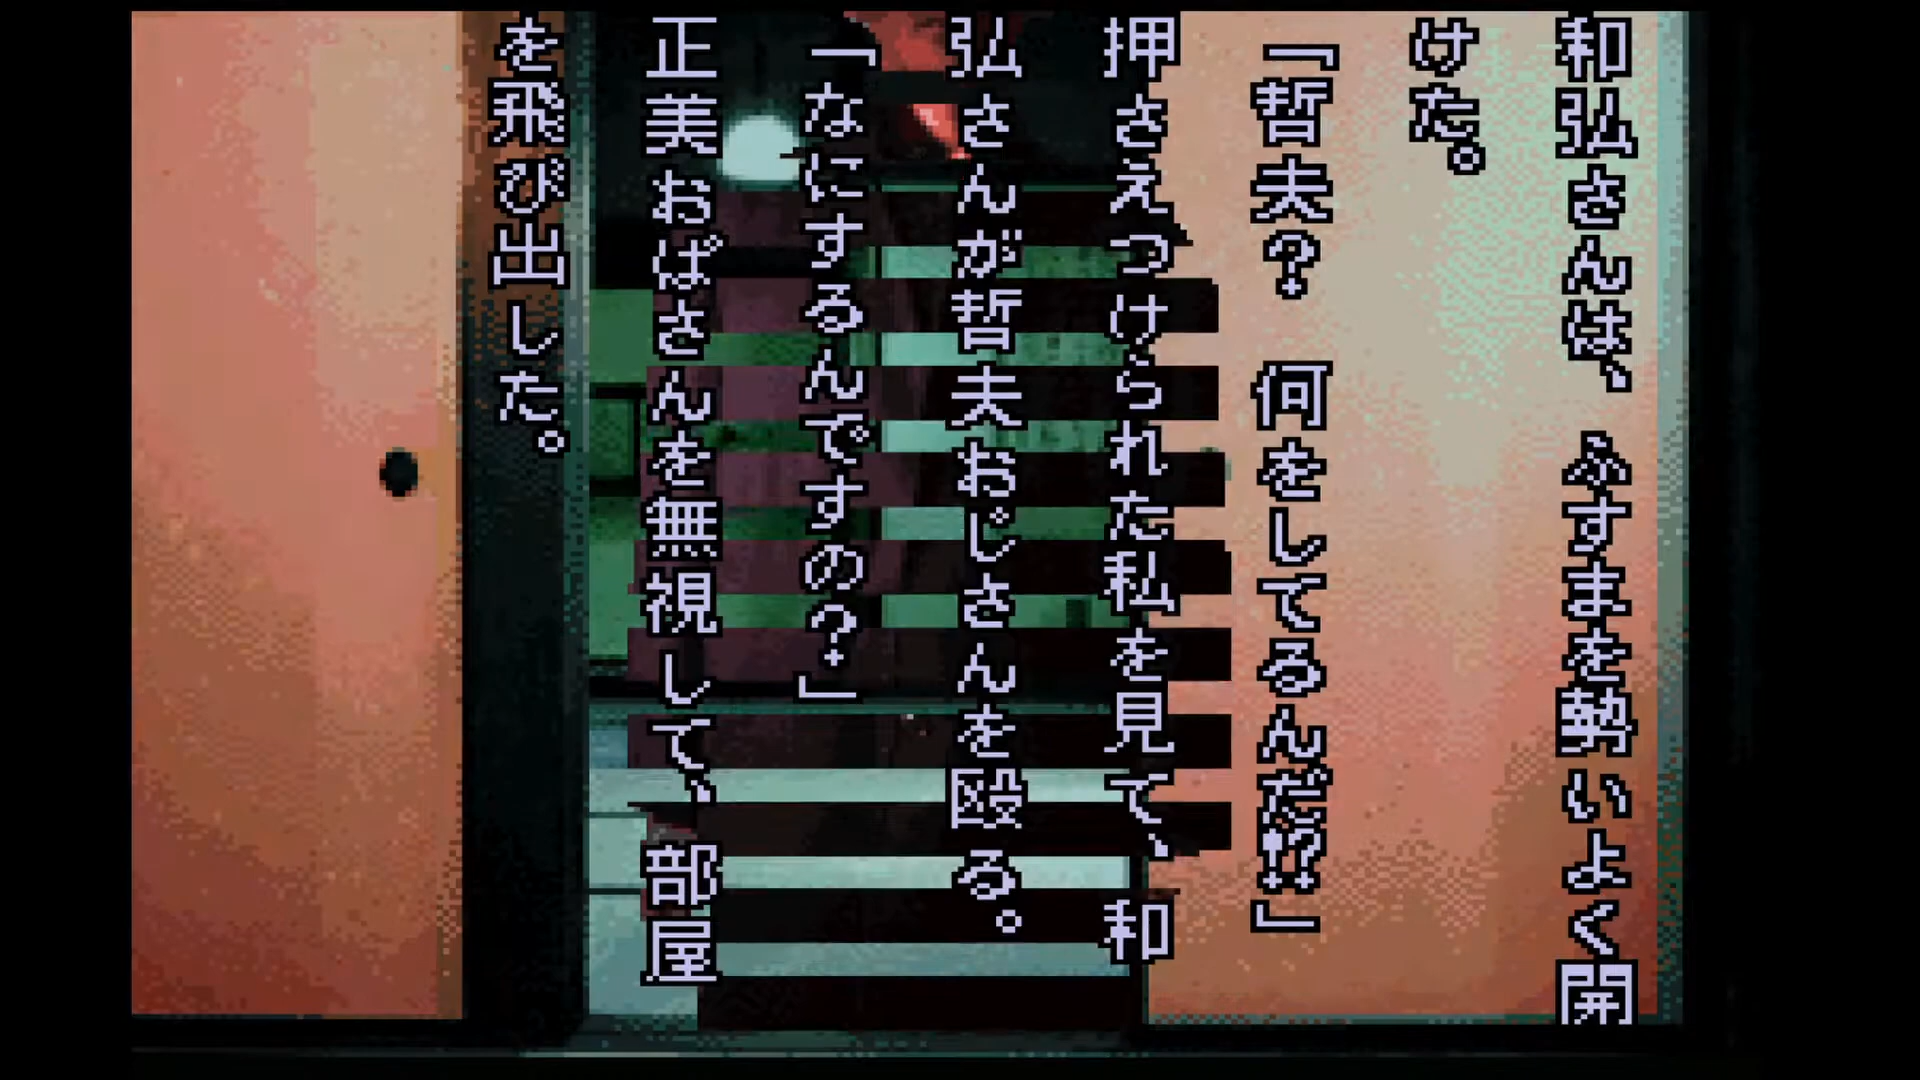 和弘さんは、ふすまを勢いよく開
けた。
「哲夫？　何をしてるんだ!?」
押さえつけられた私を見て、和
弘さんが哲夫おじさんを殴る。
「なにするんですの？」
正美おばさんを無視して、部屋
を飛び出した。